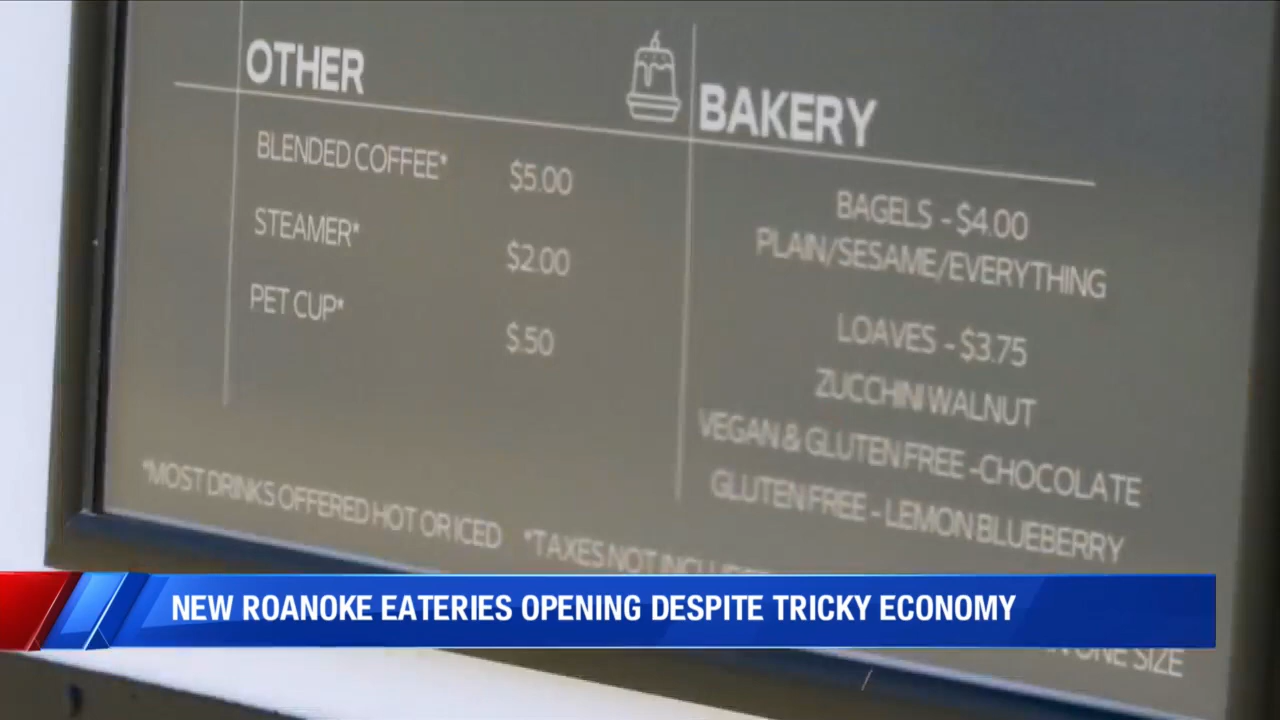 OTHER
BLENDED COFFEE* $5.00
STEAMER* $2.00
PET CUP* $.50
*MOST DRINKS OFFERED HOT OR ICED *TAXES NOT
BAKERY
BAGELS - $4.00
PLAIN/SESAME/EVERYTHING
LOAVES - $3.75
ZUCCHINI WALNUT
VEGAN & GLUTEN FREE -CHOCOLATE
GLUTEN FREE - LEMON BLUEBERRY
ONE SIZE
NEW ROANOKE EATERIES OPENING DESPITE TRICKY ECONOMY